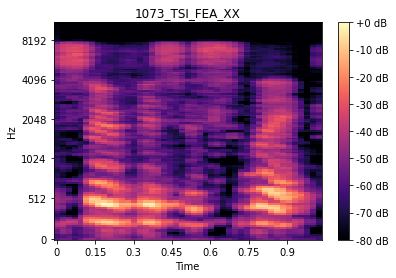 1073_TSI_FEA_XX
+0 dB
8192
-10 dB
4096
-20 dB
-30 dB
2048
Hz
-40 dB
1024
-50 dB
512
-60 dB
-70 dB
0
-80 dB
0 0.15 0.3 0.45 0.6 0.75 0.9
Time